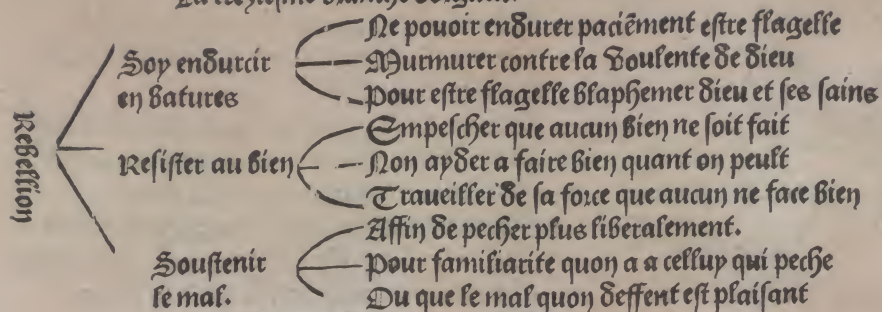 Rebellion
Soy endurcir
en batures
Ne pouoir endurer paciẽment estre flagelle
Murmurer contre la voulente de dieu
Pour estre flagelle blaphemer dieu et ses sains
Resister au bien
Empescher que aucun bien ne soit fait
Non ayder a faire bien quant on peult
Traueiller de sa force que aucun ne face bien
Soustenir
le mal.
Affin de pecher plus liberalement.
Pour familiarite quon a a celluy qui peche
Ou que le mal quon deffent est plaisant